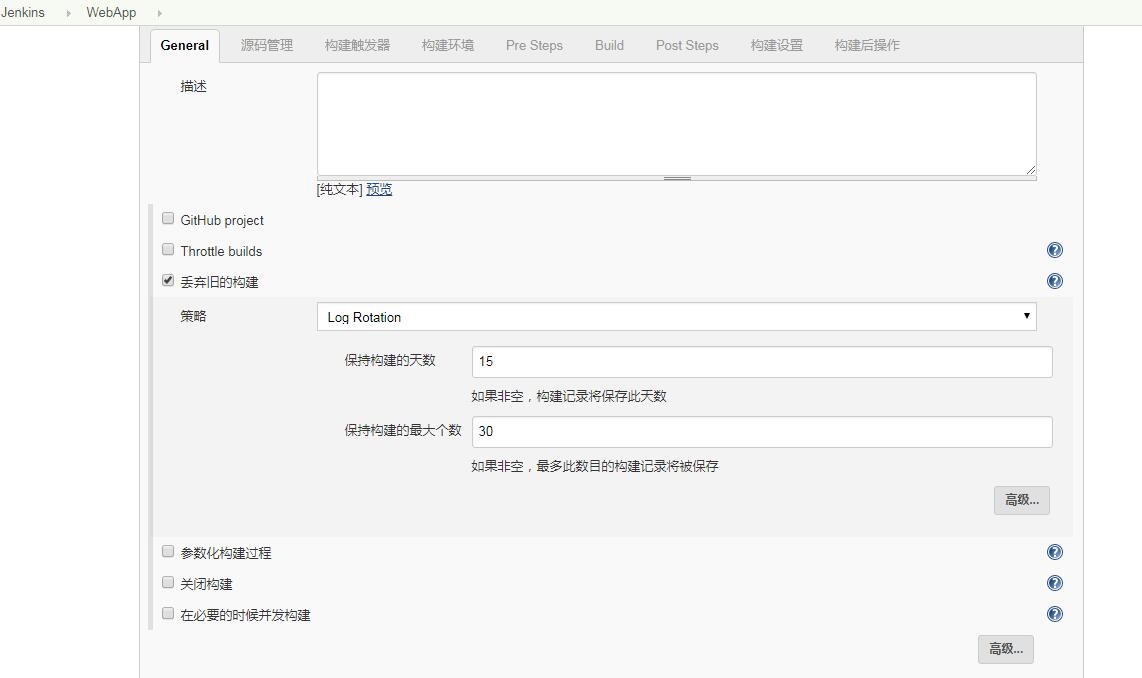 Jenkins WebApp
General 源码管理 构建触发器 构建环境 Pre Steps Build Post Steps 构建设置 构建后操作
描述
[纯文本] 预览
GitHub project
Throttle builds
丢弃旧的构建
策略 Log Rotation
保持构建的天数 15
如果非空，构建记录将保存此天数
保持构建的最大个数 30
如果非空，最多此数目的构建记录将被保存
高级...
参数化构建过程
关闭构建
在必要的时候并发构建
高级...